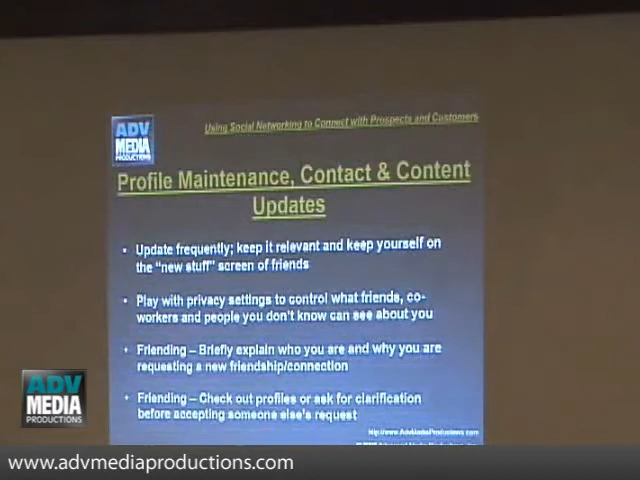 ADV
MEDIA
PRODUCTIONS
Using Social Networking to Connect with Prospects and Customers
Profile Maintenance, Contact & Content
Updates
• Update frequently; keep it relevant and keep yourself on
the "new stuff" screen of friends
• Play with privacy settings to control what friends, co-
workers and people you don't know can see about you
• Friending – Briefly explain who you are and why you are
requesting a new friendship/connection
• Friending – Check out profiles or ask for clarification
before accepting someone else's request
http://www.AdvMediaProductions.com
ADV
MEDIA
PRODUCTIONS
www.advmediaproductions.com